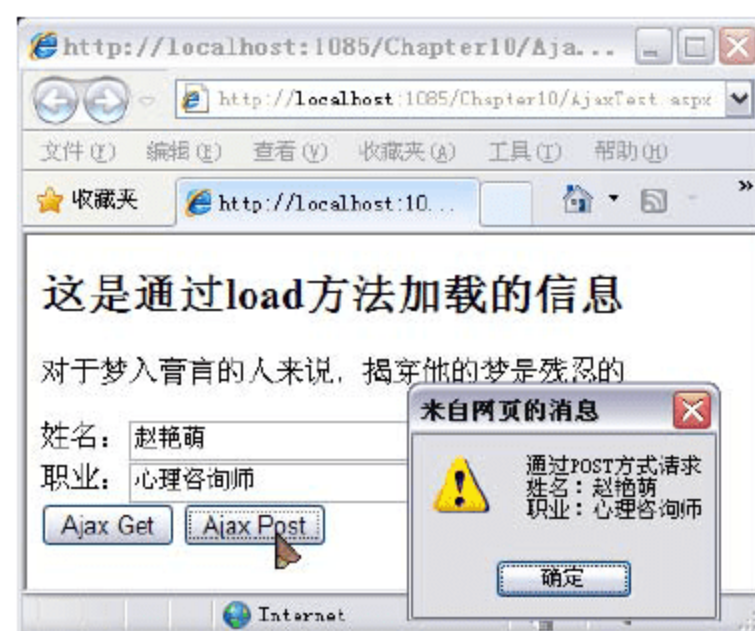 http://localhost:1085/Chapter10/Aja...
http://localhost:1085/Chapter10/AjaxTest.aspx
文件(F) 编辑(E) 查看(V) 收藏夹(A) 工具(T) 帮助(H)
收藏夹 http://localhost:10... »
这是通过load方法加载的信息
对于梦入膏盲的人来说，揭穿他的梦是残忍的
姓名：赵艳萌
职业：心理咨询师
Ajax Get Ajax Post
来自网页的消息
通过POST方式请求
姓名：赵艳萌
职业：心理咨询师
确定
Internet